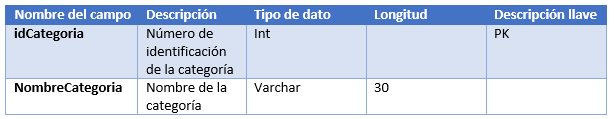 Nombre del campo Descripción Tipo de dato Longitud Descripción llave
idCategoria Número de Int PK
identificación
de la categoría
NombreCategoria Nombre de la Varchar 30
categoría